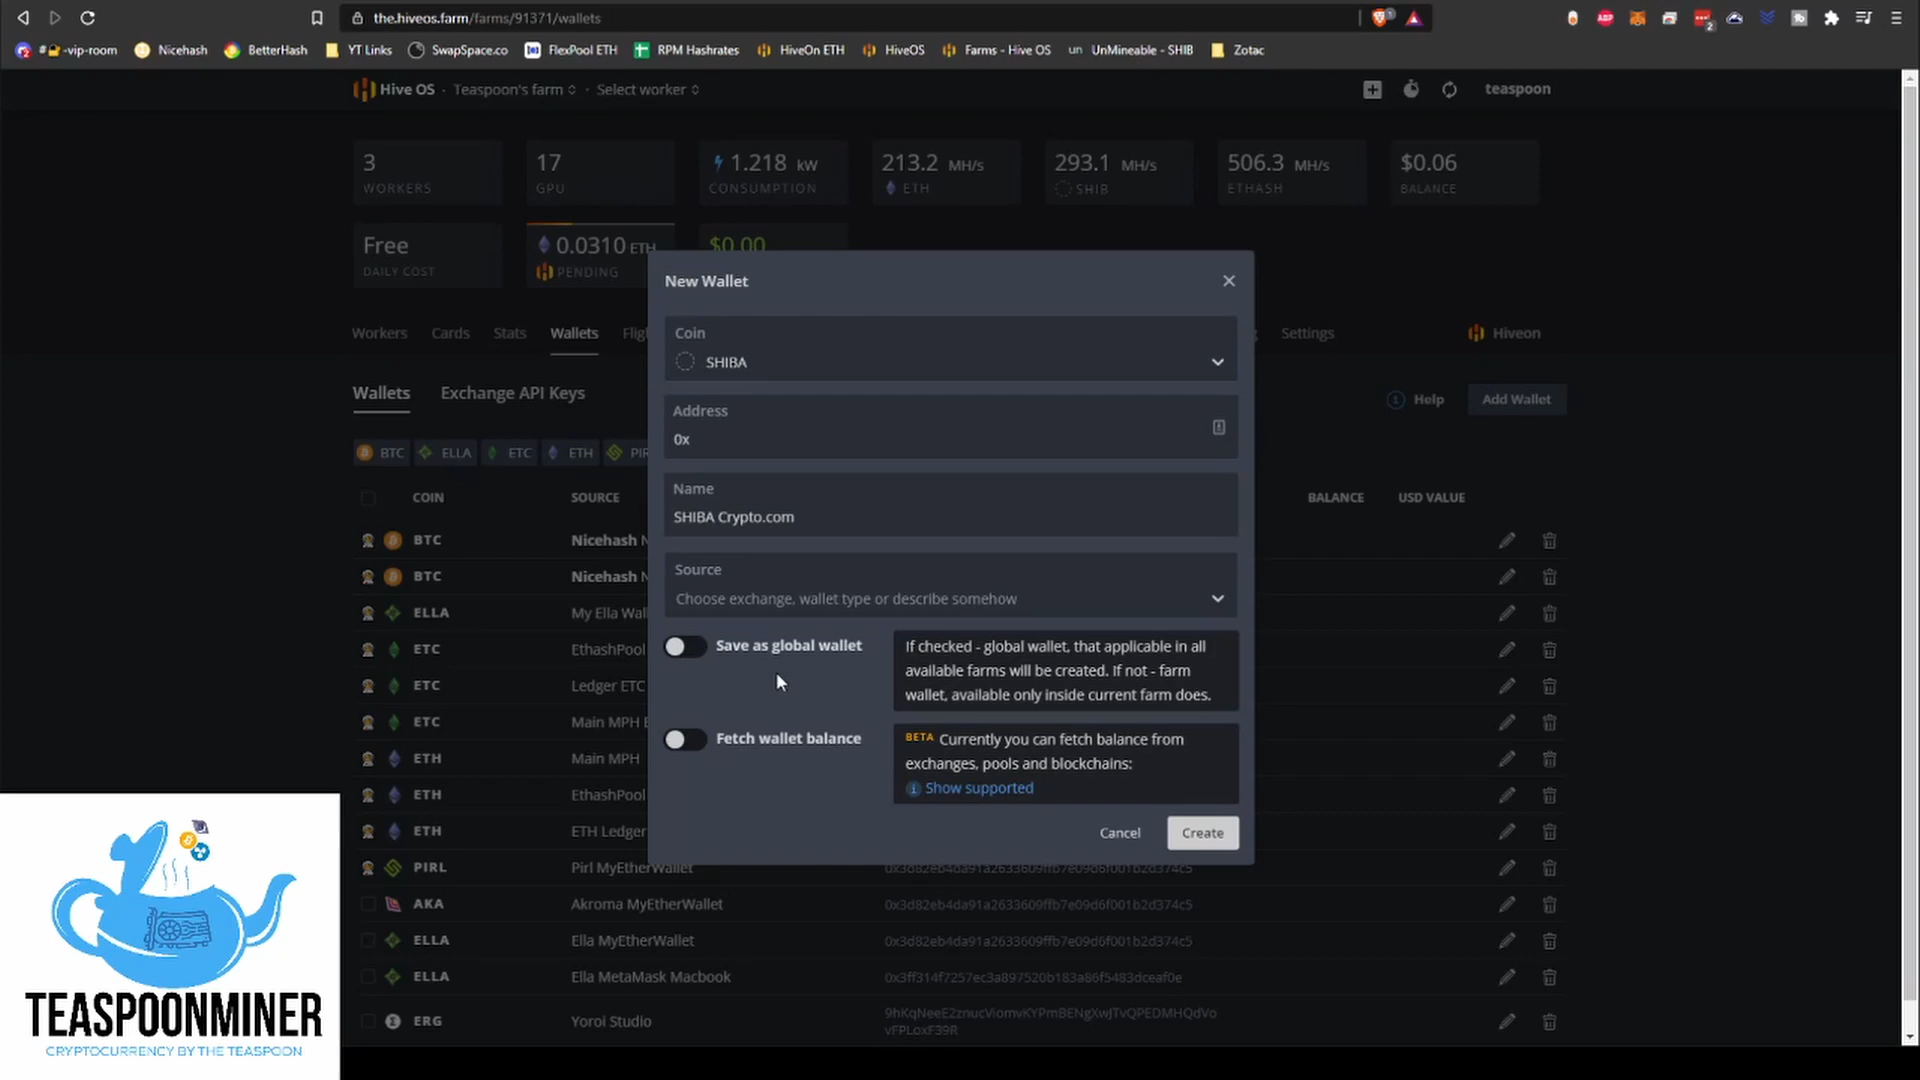 the.hiveos.farm/farms/91371/wallets
-vip-room
Nicehash
BetterHash
YT Links
SwapSpace.co
FlexPool ETH
RPM Hashrates
HiveOn ETH
HiveOS
Farms - Hive OS
UnMineable - SHIB
Zotac
Hive OS · Teaspoon's farm · Select worker
teaspoon
3
WORKERS
17
GPU
1.218 kW
CONSUMPTION
213.2 MH/s
ETH
293.1 MH/s
SHIB
506.3 MH/s
ETHASH
$0.06
BALANCE
Free
DAILY COST
0.0310 ETH
PENDING
$0.00
Workers
Cards
Stats
Wallets
Settings
Hiveon
Wallets
Exchange API Keys
Help
Add Wallet
BTC
ELLA
ETC
ETH
COIN
SOURCE
BALANCE
USD VALUE
BTC Nicehash
BTC Nicehash
ELLA
ETC EthashPool
ETC Ledger ETC
ETC Main MPH
ETH Main MPH
ETH EthashPool
ETH ETH Ledger
PIRL Pirl MyEtherWallet 0x3d82eb4da91a2633609ffb7e09d6f001b2d374c5
AKA Akroma MyEtherWallet 0x3d82eb4da91a2633609ffb7e09d6f001b2d374c5
ELLA Ella MyEtherWallet 0x3d82eb4da91a2633609ffb7e09d6f001b2d374c5
ELLA Ella MetaMask Macbook 0x3ff314f7257ec3a897520b183a86f5483dceaf0e
ERG Yoroi Studio
New Wallet
Coin
SHIBA
Address
0x
Name
SHIBA Crypto.com
Source
Choose exchange, wallet type or describe somehow
Save as global wallet
If checked - global wallet, that applicable in all
available farms will be created. If not - farm
wallet, available only inside current farm does.
Fetch wallet balance
BETA Currently you can fetch balance from
exchanges, pools and blockchains:
Show supported
Cancel
Create
TEASPOONMINER
CRYPTOCURRENCY BY THE TEASPOON